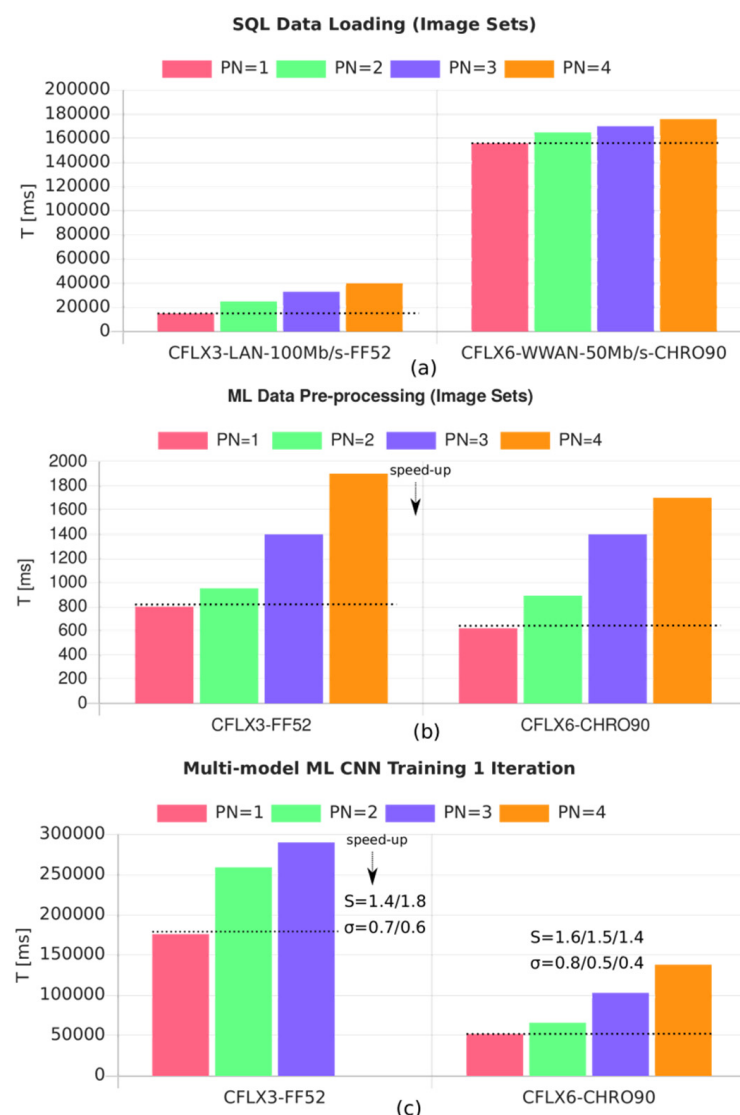 SQL Data Loading (Image Sets)
PN=1 PN=2 PN=3 PN=4
200000
180000
160000
140000
120000
100000
80000
60000
40000
20000
0
T [ms]
CFLX3-LAN-100Mb/s-FF52 CFLX6-WWAN-50Mb/s-CHRO90
(a)
ML Data Pre-processing (Image Sets)
PN=1 PN=2 PN=3 PN=4
speed-up
2000
1800
1600
1400
1200
1000
800
600
400
200
0
T [ms]
CFLX3-FF52 CFLX6-CHRO90
(b)
Multi-model ML CNN Training 1 Iteration
PN=1 PN=2 PN=3 PN=4
speed-up
300000
250000
200000
150000
100000
50000
0
T [ms]
S=1.4/1.8
σ=0.7/0.6
S=1.6/1.5/1.4
σ=0.8/0.5/0.4
CFLX3-FF52 CFLX6-CHRO90
(c)